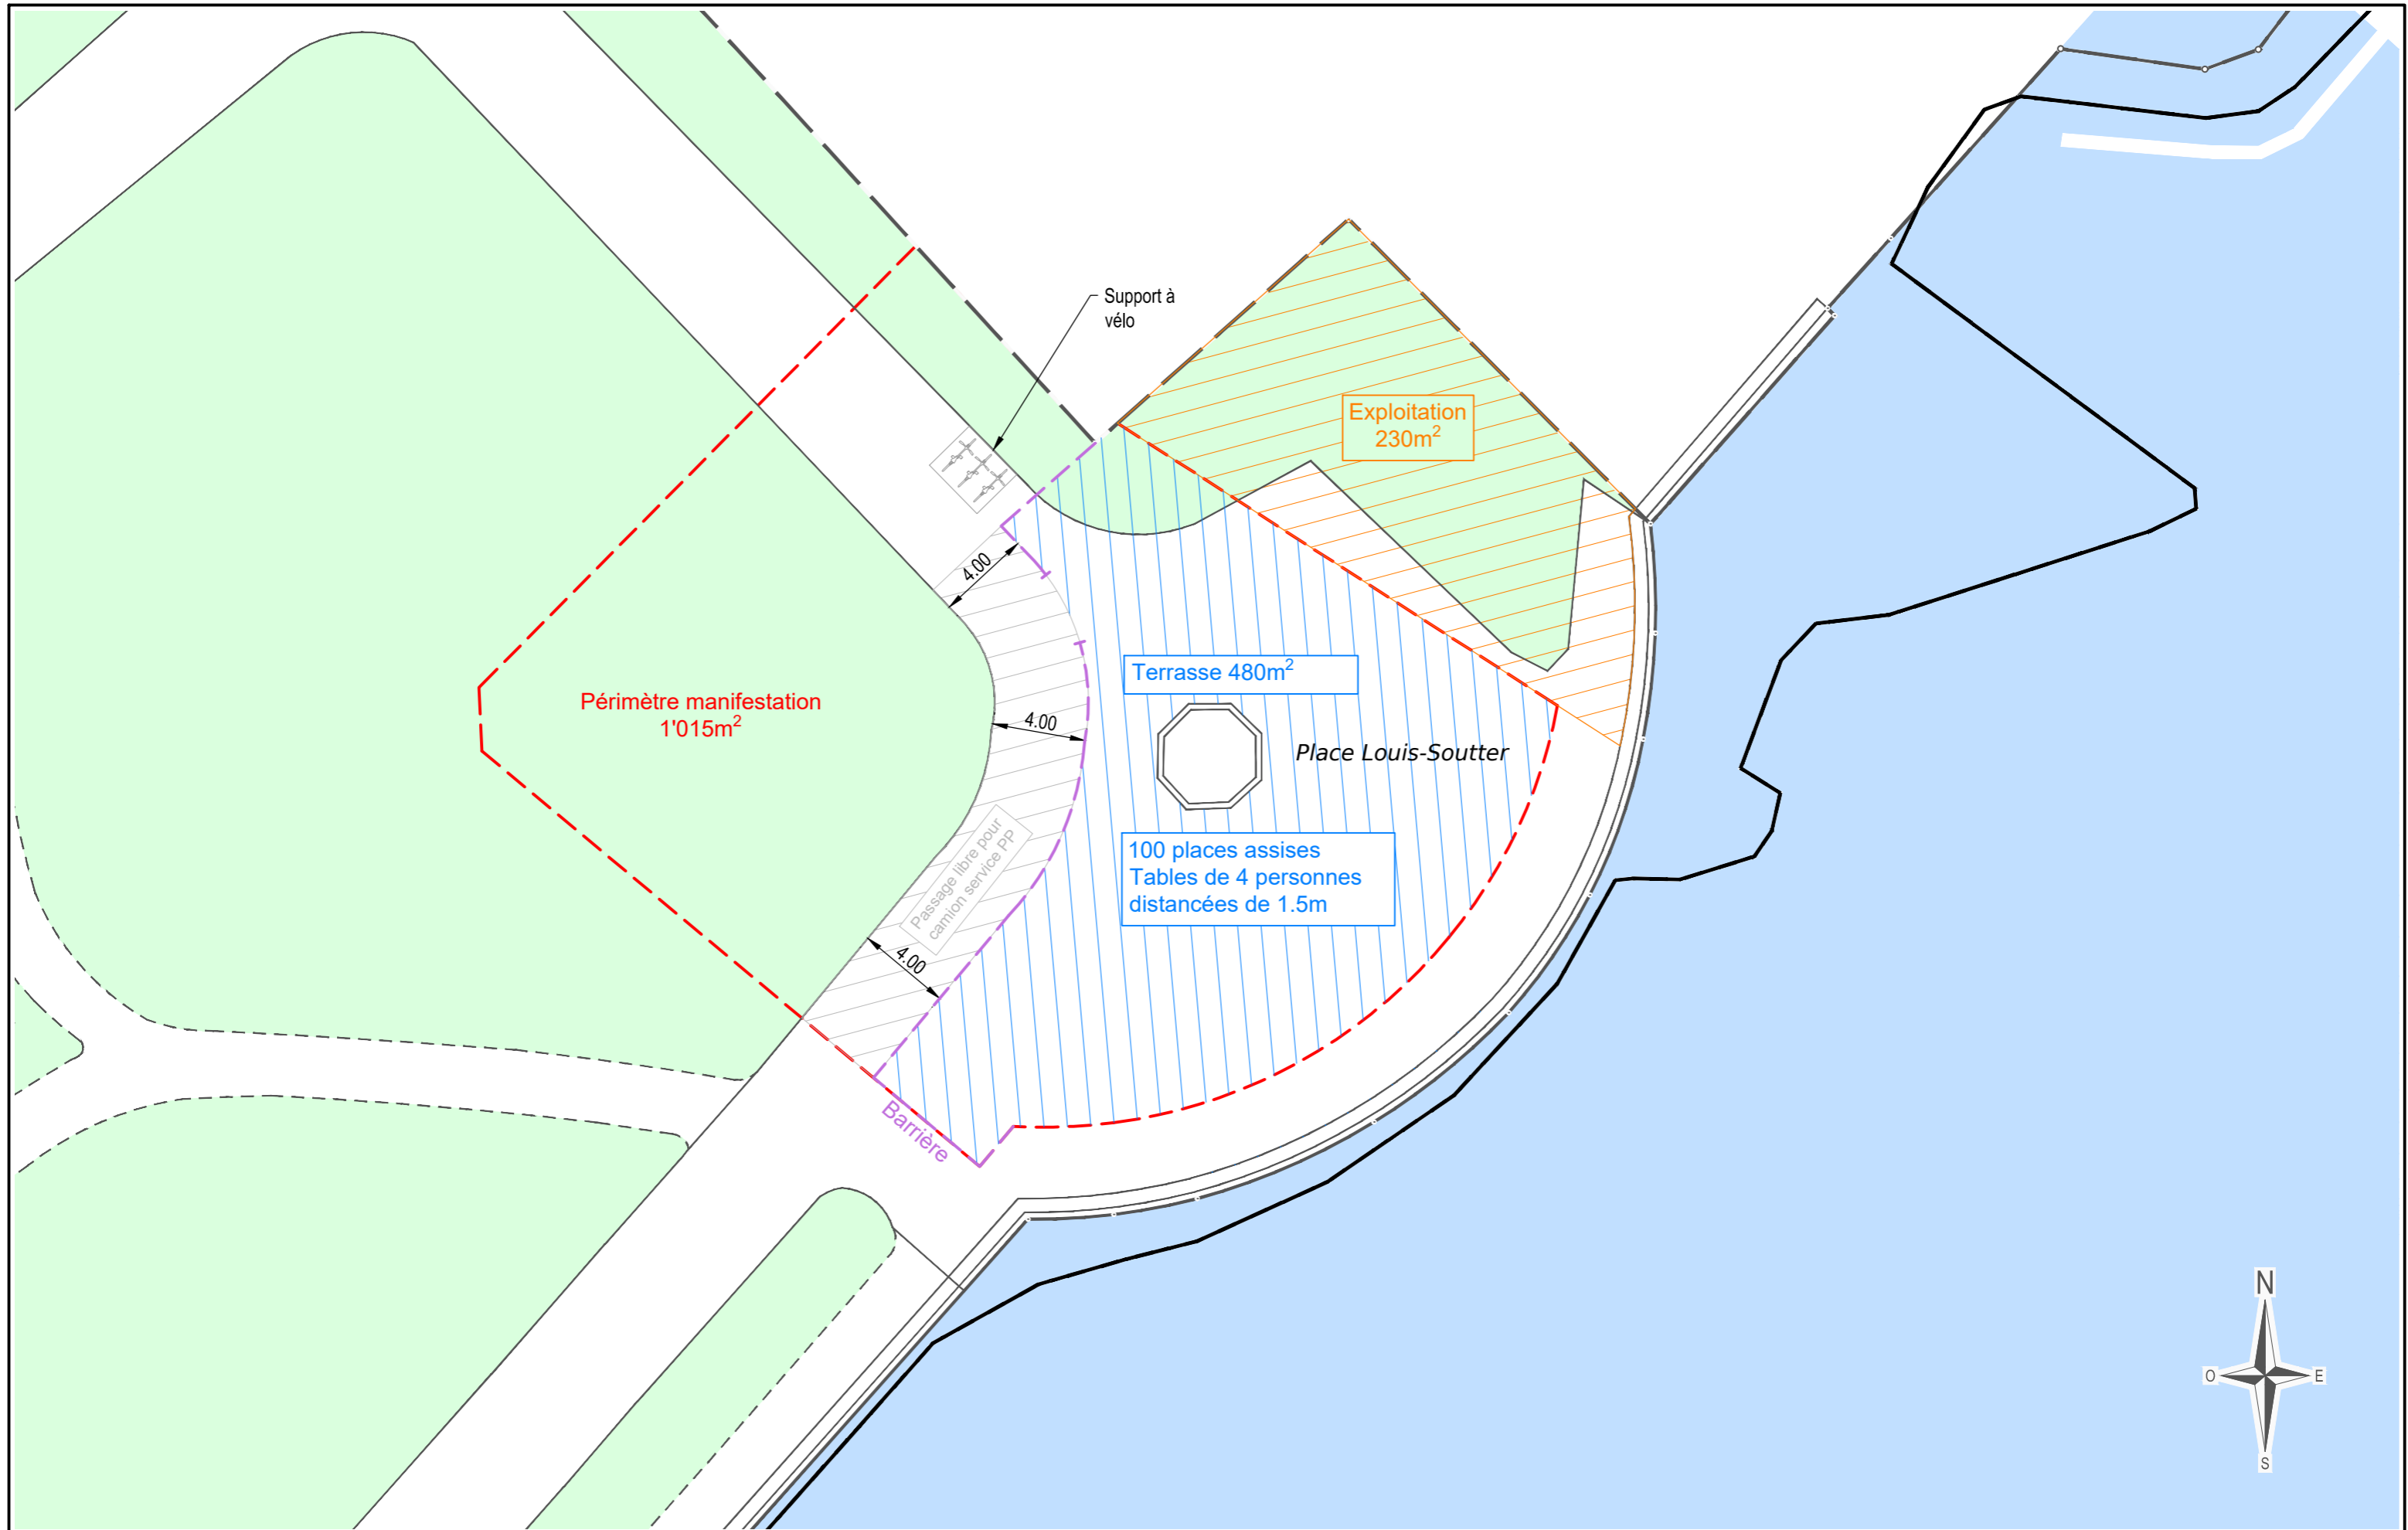 Support à
vélo
Exploitation
230m²
4.00
Terrasse 480m²
Périmètre manifestation
1'015m²
4.00
Place Louis-Soutter
Passage libre pour
camion service PP
100 places assises
Tables de 4 personnes
distancées de 1.5m
4.00
Barrière
N
O
E
S